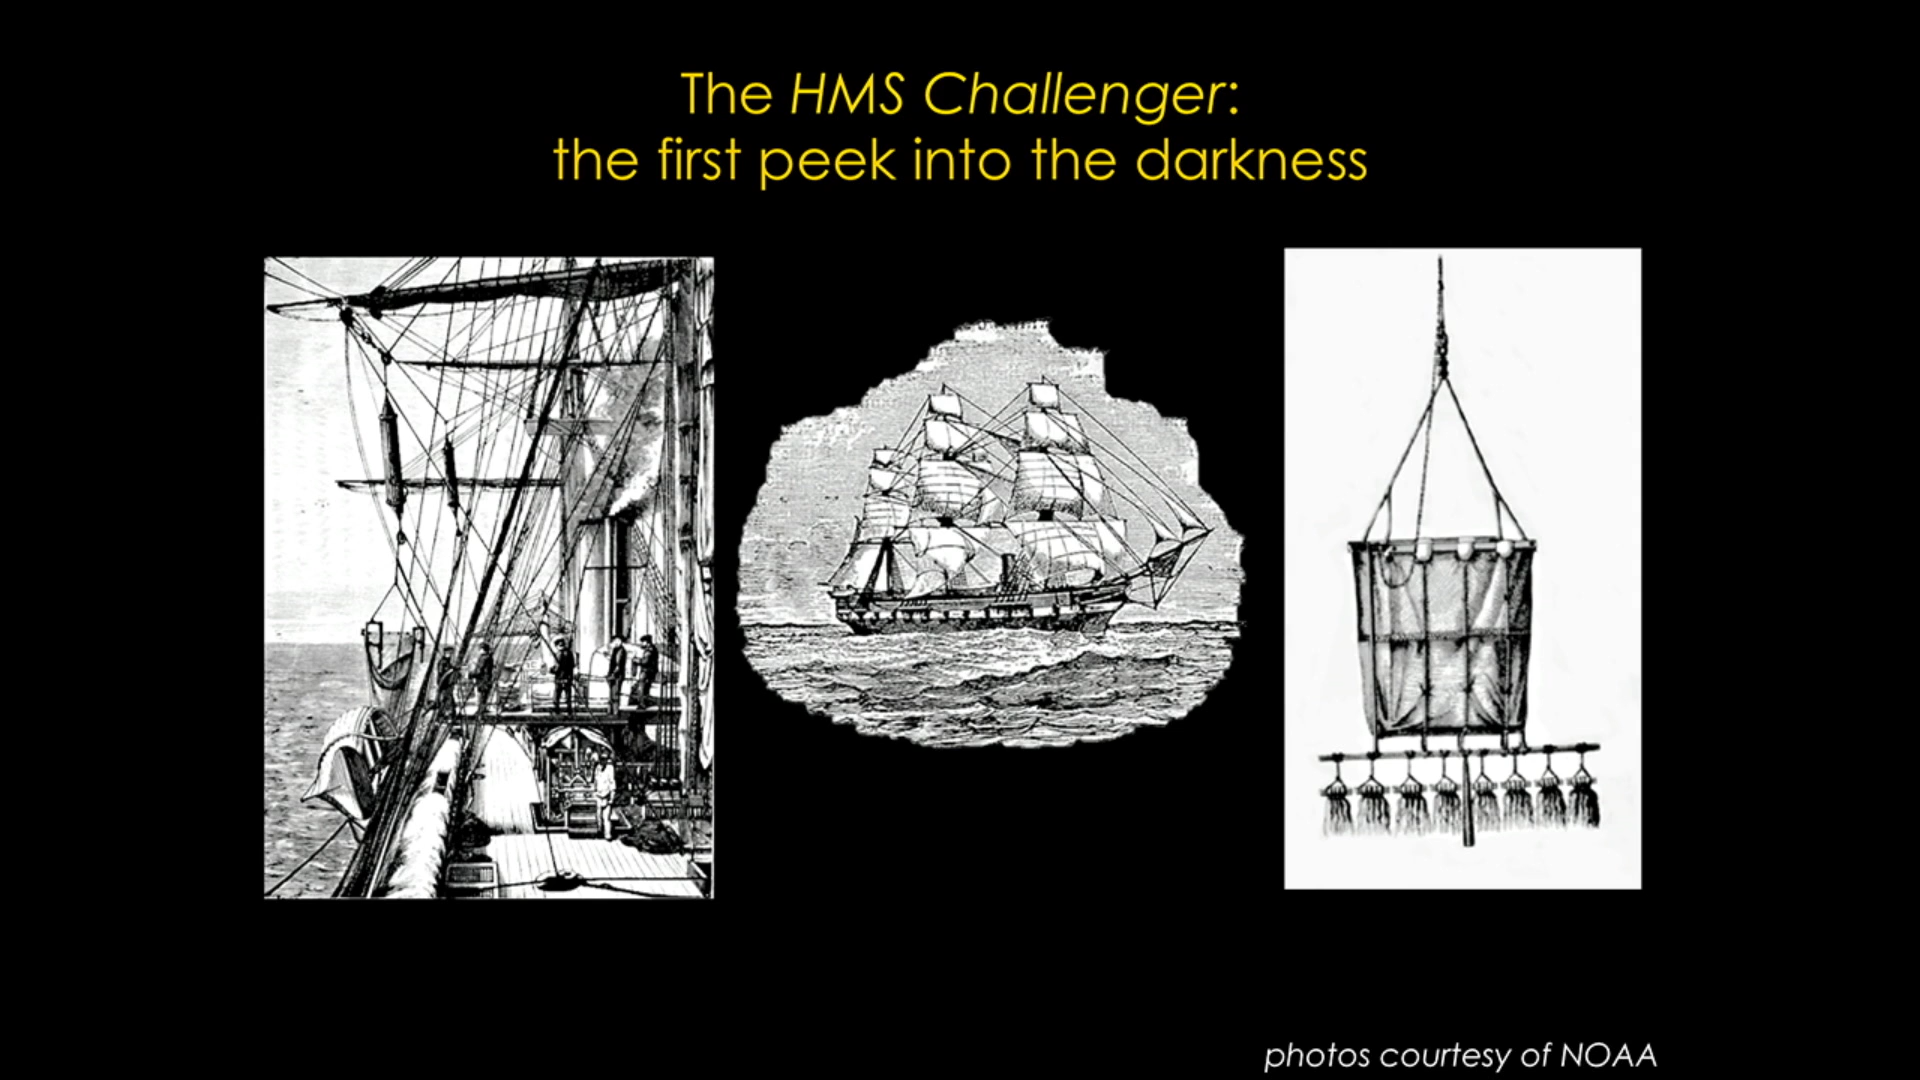 The HMS Challenger:
the first peek into the darkness
photos courtesy of NOAA